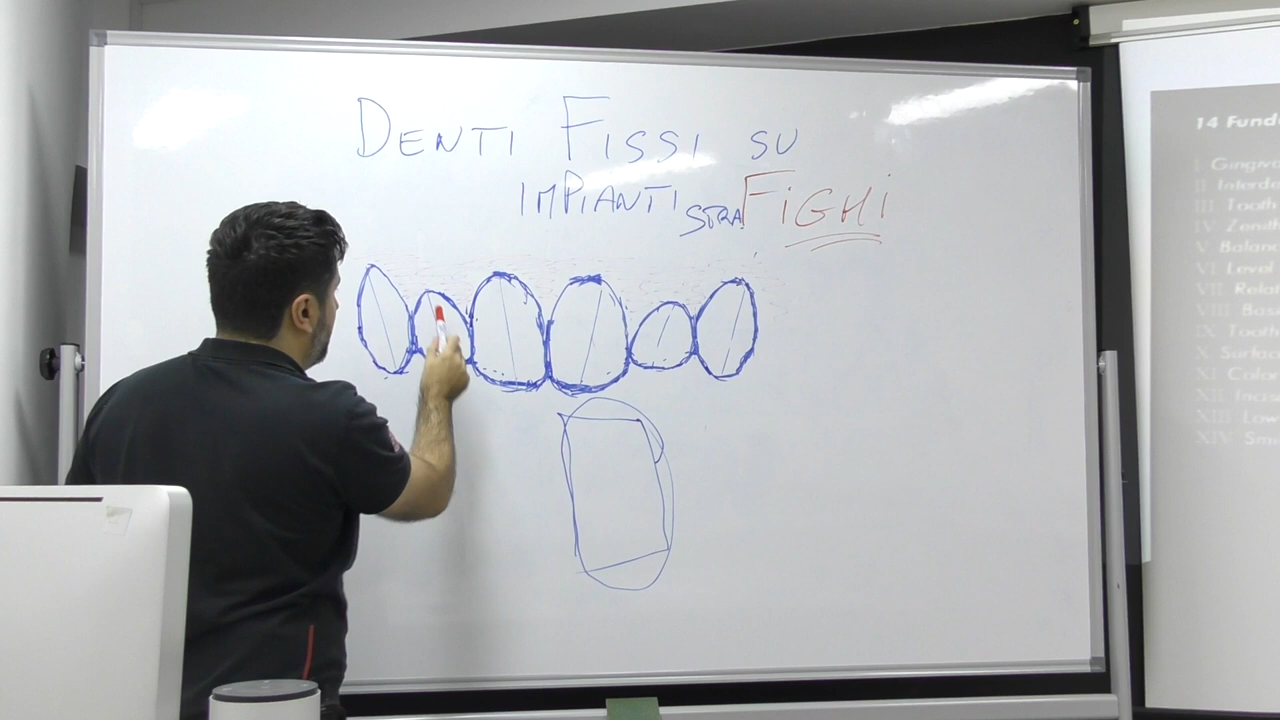 DENTI FISSI SU
IMPIANTI STRAFIGHI
14 Fund
I Gingiva
II Interde
III Tooth
IV Zenith
V Balanc
VI Level
VII Relat
VIII Basi
IX Tooth
X Surfac
XI Color
XII Incis
XIII Low
XIV Smi